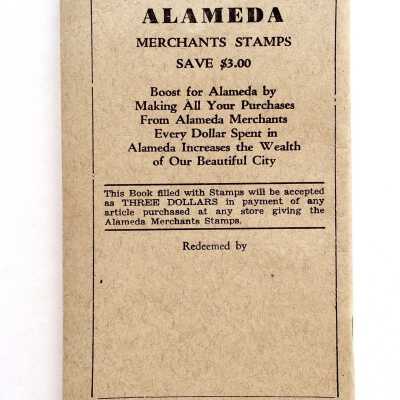 ALAMEDA
MERCHANTS STAMPS
SAVE $3.00
Boost for Alameda by
Making All Your Purchases
From Alameda Merchants
Every Dollar Spent in
Alameda Increases the Wealth
of Our Beautiful City
This Book filled with Stamps will be accepted
as THREE DOLLARS in payment of any
article purchased at any store giving the
Alameda Merchants Stamps.
Redeemed by